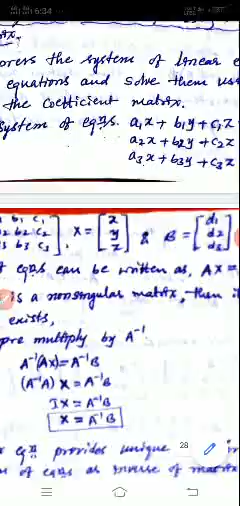 6:34
ix.
orers the system of linear e
equations and solve them us
the coefficient matrix.
System of eqns. a₁x + b₁y + c₁z
a₂x + b₂y + c₂z
a₃x + b₃y + c₃z
b₁ c₁
b₂ c₂
b₃ c₃ ], X = [ x y z ] & B = [ d₁ d₂ d₃ ]
f eqns can be written as, AX =
is a nonsingular matrix, then i
exists,
pre multiply by A⁻¹
A⁻¹(AX) = A⁻¹B
(A⁻¹A) X = A⁻¹B
IX = A⁻¹B
X = A⁻¹B
eqn provides unique
28
of eqns as inverse of matrix